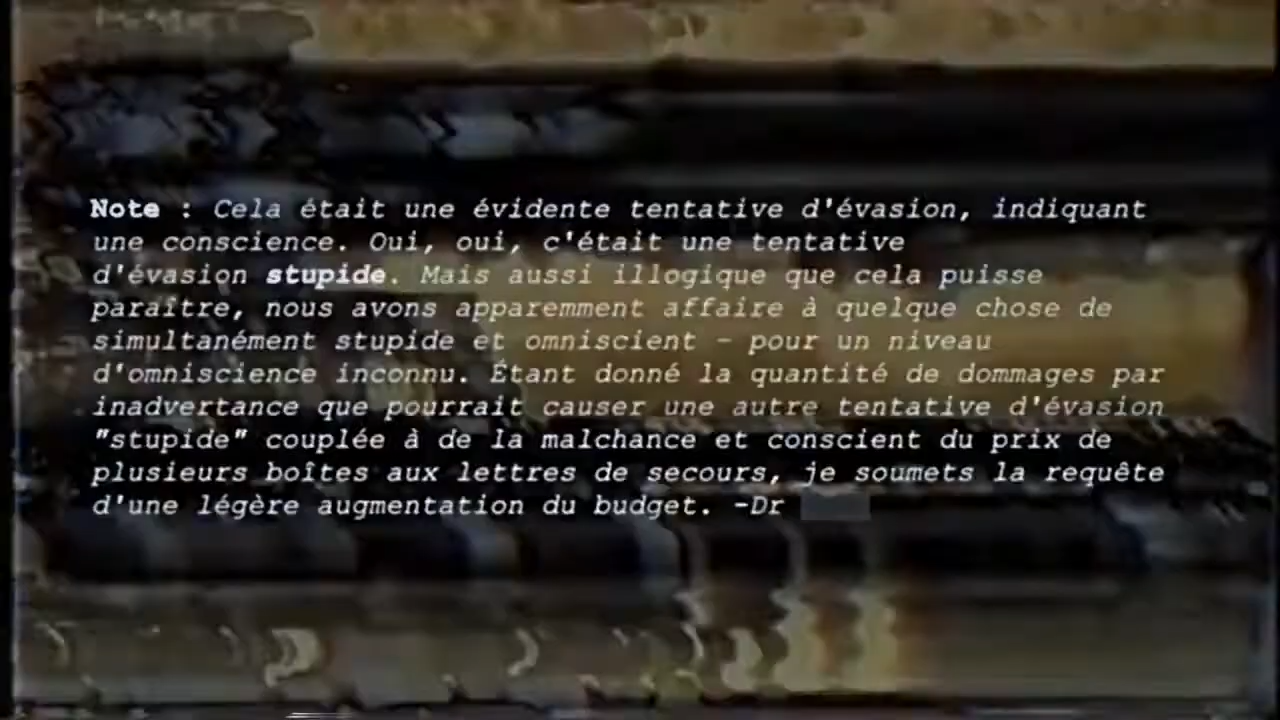 Note : Cela était une évidente tentative d'évasion, indiquant
une conscience. Oui, oui, c'était une tentative
d'évasion stupide. Mais aussi illogique que cela puisse
paraître, nous avons apparemment affaire à quelque chose de
simultanément stupide et omniscient - pour un niveau
d'omniscience inconnu. Étant donné la quantité de dommages par
inadvertance que pourrait causer une autre tentative d'évasion
"stupide" couplée à de la malchance et conscient du prix de
plusieurs boîtes aux lettres de secours, je soumets la requête
d'une légère augmentation du budget. -Dr